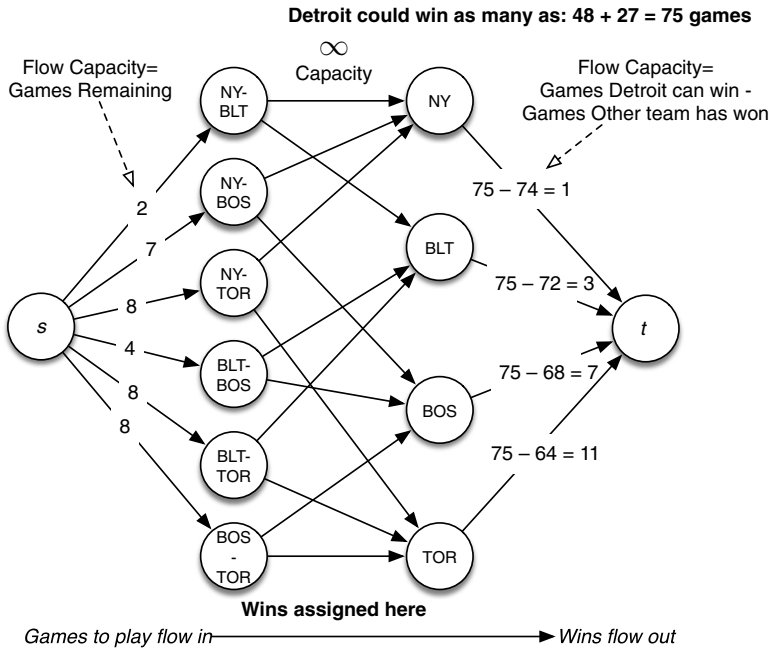 Detroit could win as many as: 48 + 27 = 75 games
∞
Capacity
Flow Capacity=
Games Remaining
Flow Capacity=
Games Detroit can win -
Games Other team has won
NY-
BLT
NY
NY-
BOS
75 – 74 = 1
2
7
BLT
NY-
TOR
75 – 72 = 3
8
s
t
4
BLT-
BOS
75 – 68 = 7
8
BOS
8
BLT-
TOR
75 – 64 = 11
BOS
-
TOR
TOR
Wins assigned here
Games to play flow in
Wins flow out